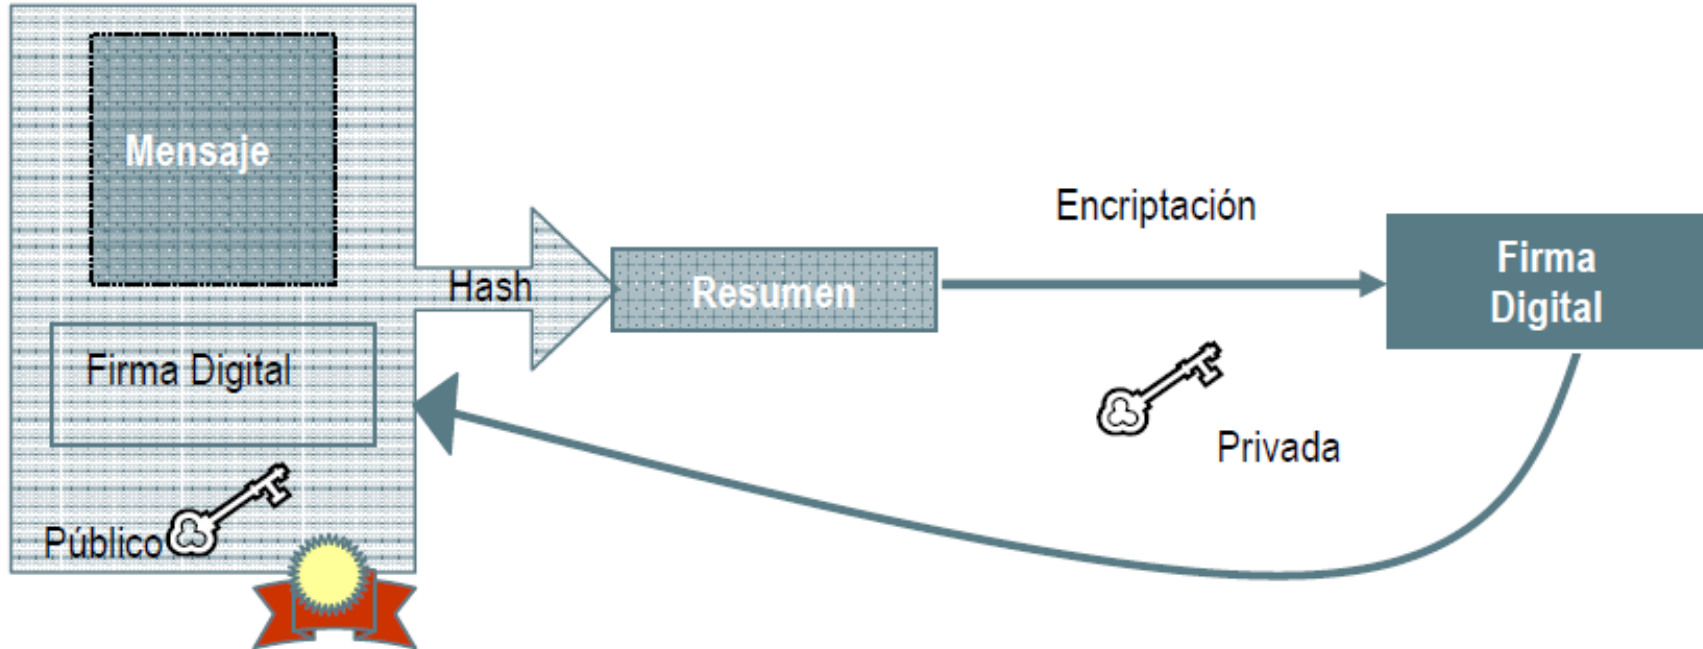 Mensaje
Hash
Resumen
Encriptación
Firma
Digital
Firma Digital
Privada
Público